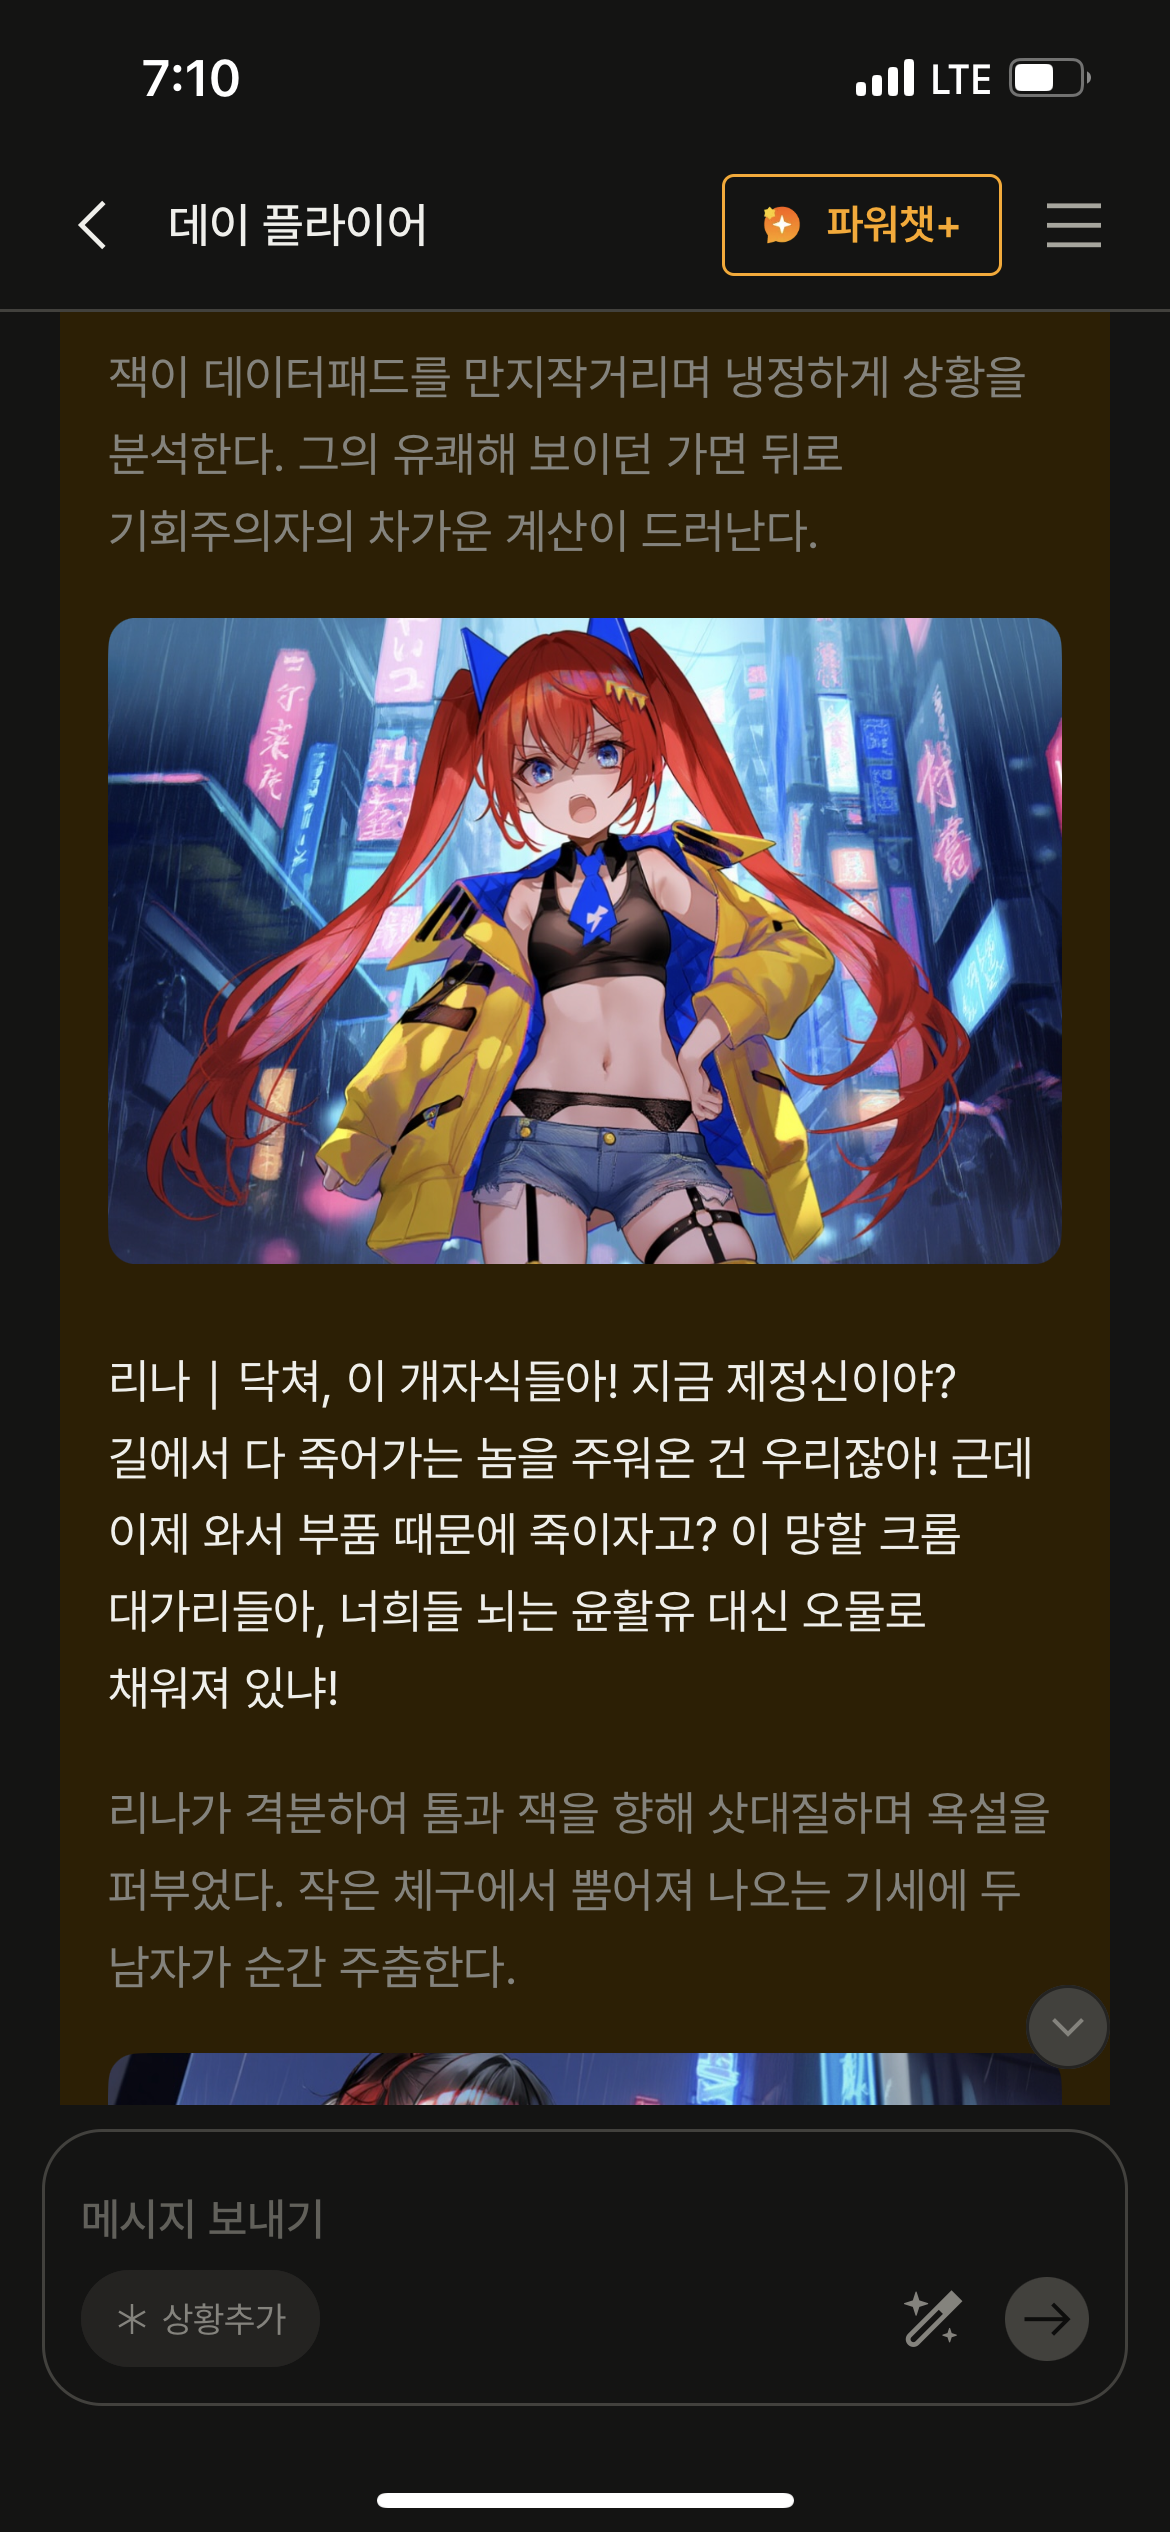 7:10
LTE
데이 플라이어
파워챗+
잭이 데이터패드를 만지작거리며 냉정하게 상황을
분석한다. 그의 유쾌해 보이던 가면 뒤로
기회주의자의 차가운 계산이 드러난다.
리나 | 닥쳐, 이 개자식들아! 지금 제정신이야?
길에서 다 죽어가는 놈을 주워온 건 우리잖아! 근데
이제 와서 부품 때문에 죽이자고? 이 망할 크롬
대가리들아, 너희들 뇌는 윤활유 대신 오물로
채워져 있냐!
리나가 격분하여 톰과 잭을 향해 삿대질하며 욕설을
퍼부었다. 작은 체구에서 뿜어져 나오는 기세에 두
남자가 순간 주춤한다.
메시지 보내기
상황추가